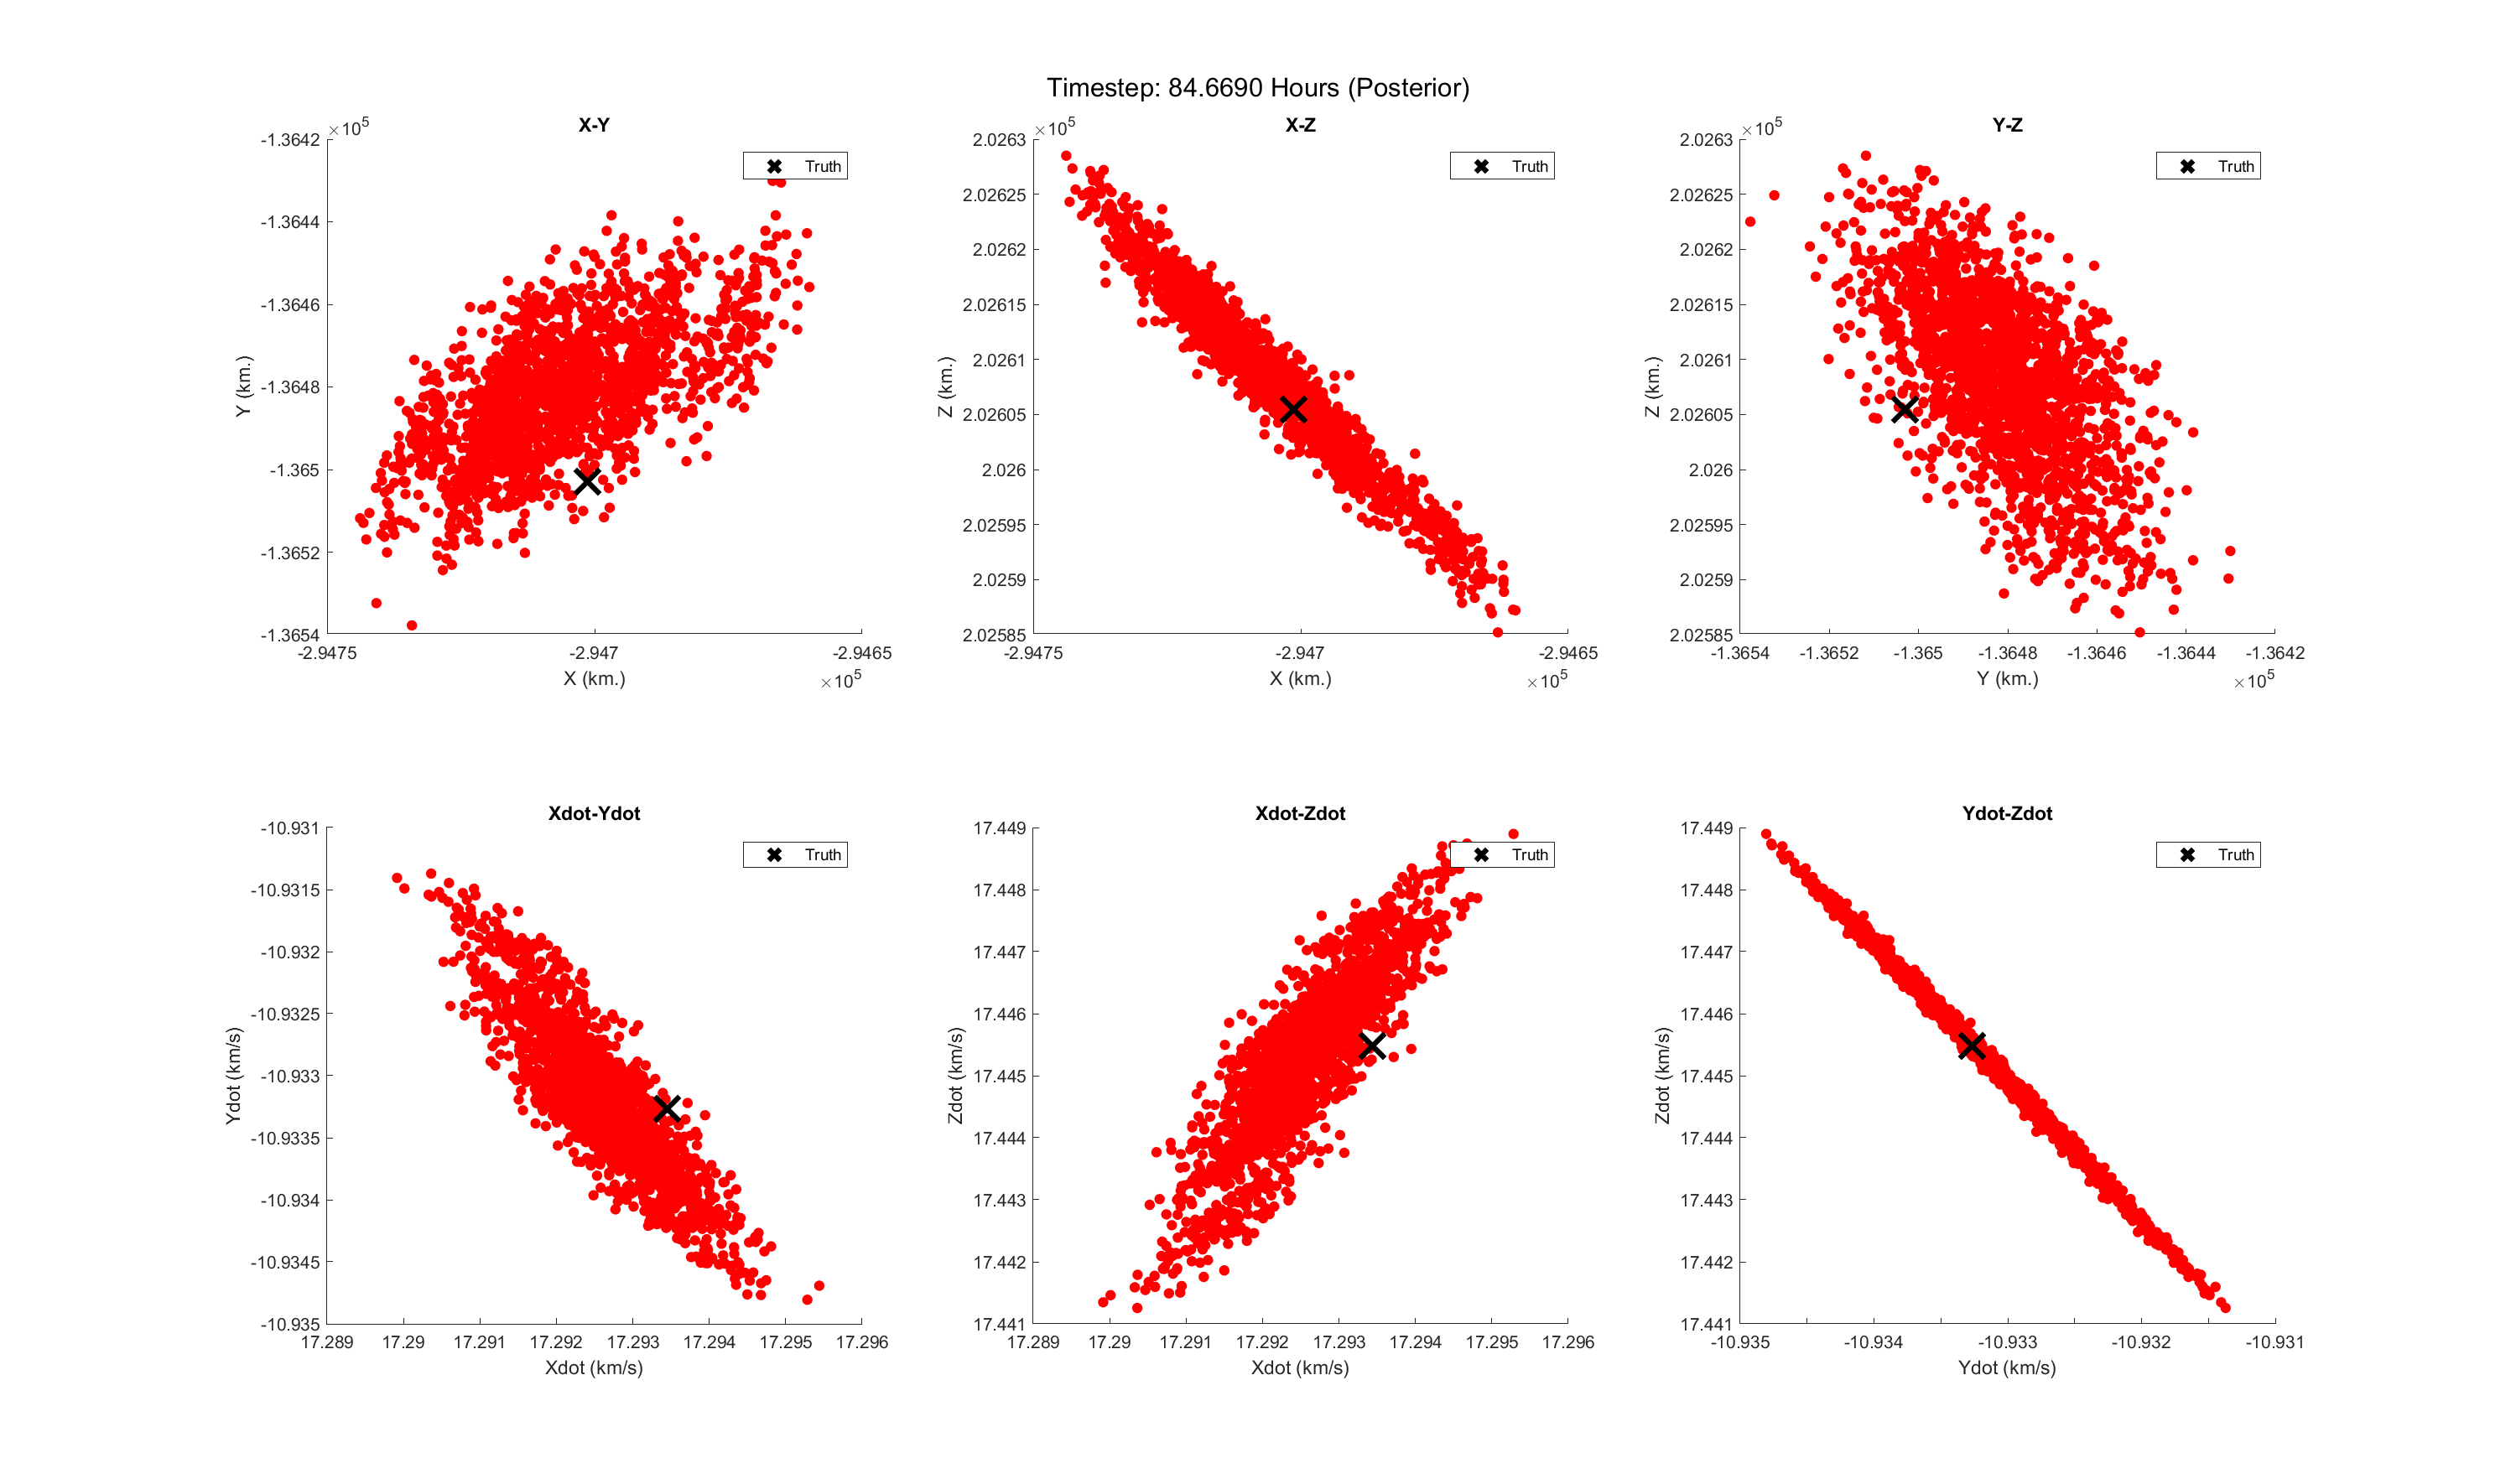 Timestep: 84.6690 Hours (Posterior)
X-Y
×10^5
-1.3642
-1.3644
-1.3646
-1.3648
-1.365
-1.3652
-1.3654
Y (km.)
Truth
-2.9475 -2.947 -2.9465
X (km.)
×10^5
X-Z
×10^5
2.0263
2.02625
2.0262
2.02615
2.0261
2.02605
2.026
2.02595
2.0259
2.02585
Z (km.)
Truth
-2.9475 -2.947 -2.9465
X (km.)
×10^5
Y-Z
×10^5
2.0263
2.02625
2.0262
2.02615
2.0261
2.02605
2.026
2.02595
2.0259
2.02585
Z (km.)
Truth
-1.3654 -1.3652 -1.365 -1.3648 -1.3646 -1.3644 -1.3642
Y (km.)
×10^5
Xdot-Ydot
-10.931
-10.9315
-10.932
-10.9325
-10.933
-10.9335
-10.934
-10.9345
-10.935
Ydot (km/s)
Truth
17.289 17.29 17.291 17.292 17.293 17.294 17.295 17.296
Xdot (km/s)
Xdot-Zdot
17.449
17.448
17.447
17.446
17.445
17.444
17.443
17.442
17.441
Zdot (km/s)
Truth
17.289 17.29 17.291 17.292 17.293 17.294 17.295 17.296
Xdot (km/s)
Ydot-Zdot
17.449
17.448
17.447
17.446
17.445
17.444
17.443
17.442
17.441
Zdot (km/s)
Truth
-10.935 -10.934 -10.933 -10.932 -10.931
Ydot (km/s)